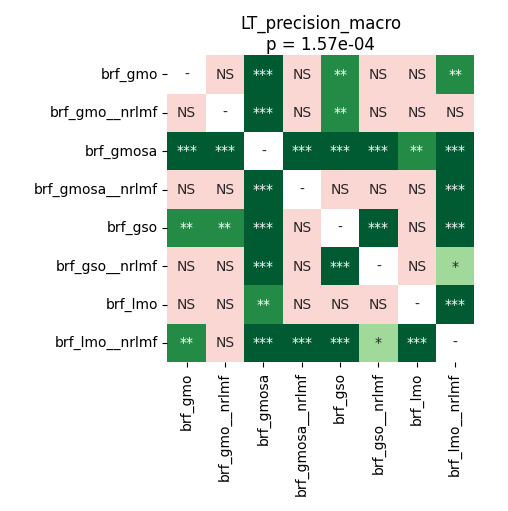 LT_precision_macro
p = 1.57e-04
brf_gmo - NS *** NS ** NS NS **
brf_gmo__nrlmf NS - *** NS ** NS NS NS
brf_gmosa *** *** - *** *** *** ** ***
brf_gmosa__nrlmf NS NS *** - NS NS NS ***
brf_gso ** ** *** NS - *** NS ***
brf_gso__nrlmf NS NS *** NS *** - NS *
brf_lmo NS NS ** NS NS NS - ***
brf_lmo__nrlmf ** NS *** *** *** * *** -
brf_gmo
brf_gmo__nrlmf
brf_gmosa
brf_gmosa__nrlmf
brf_gso
brf_gso__nrlmf
brf_lmo
brf_lmo__nrlmf